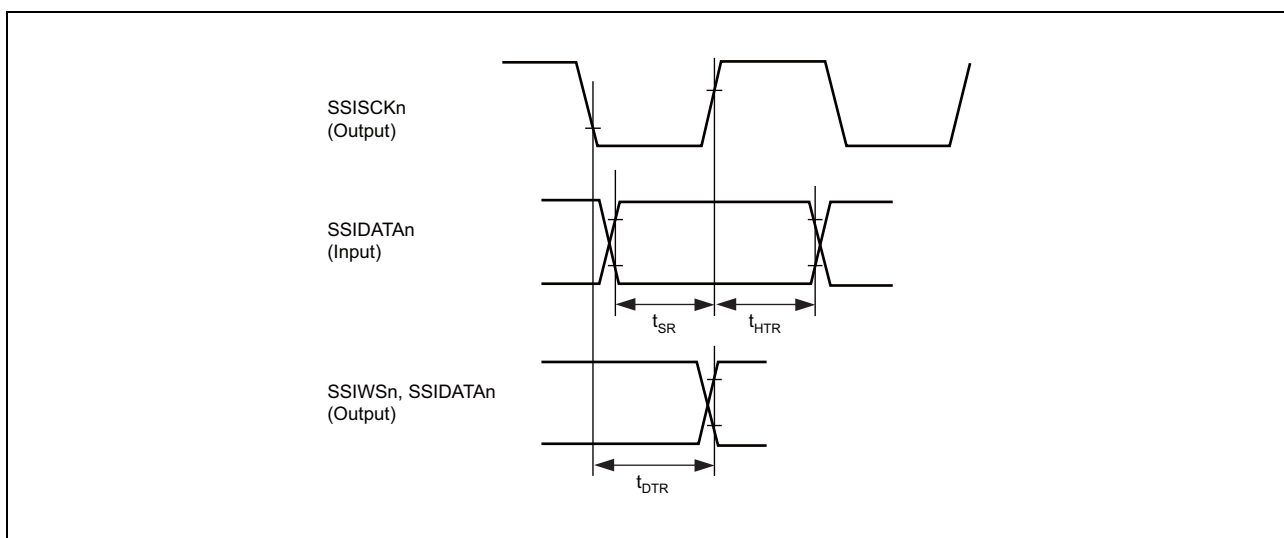 SSISCKn
(Output)
SSIDATAn
(Input)
tSR
tHTR
SSIWSn, SSIDATAn
(Output)
tDTR